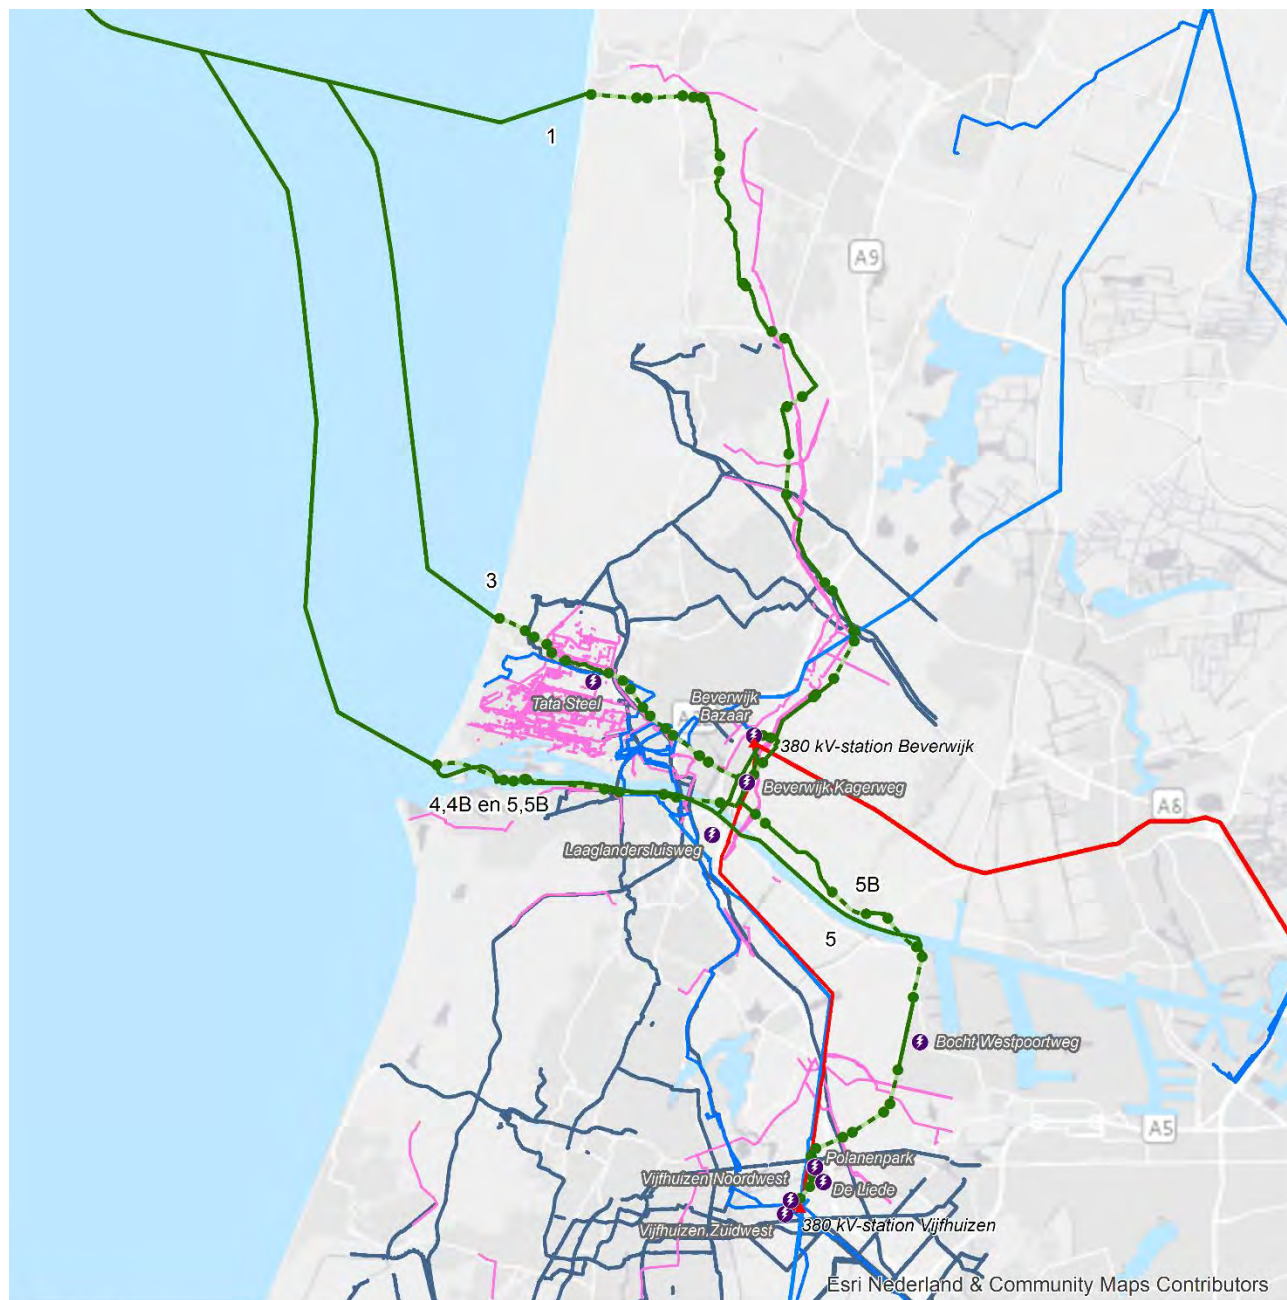 1
A9
3
Tata Steel
Beverwijk
Bazaar
380 kV-station Beverwijk
Beverwijk Kagerweg
4,4B en 5,5B
A8
Laaglandersluisweg
5B
5
Bocht Westpoortweg
A5
Polanenpark
Vijfhuizen Noordwest
De Liede
380 kV-station Vijfhuizen
Vijfhuizen Zuidwest
Esri Nederland & Community Maps Contributors